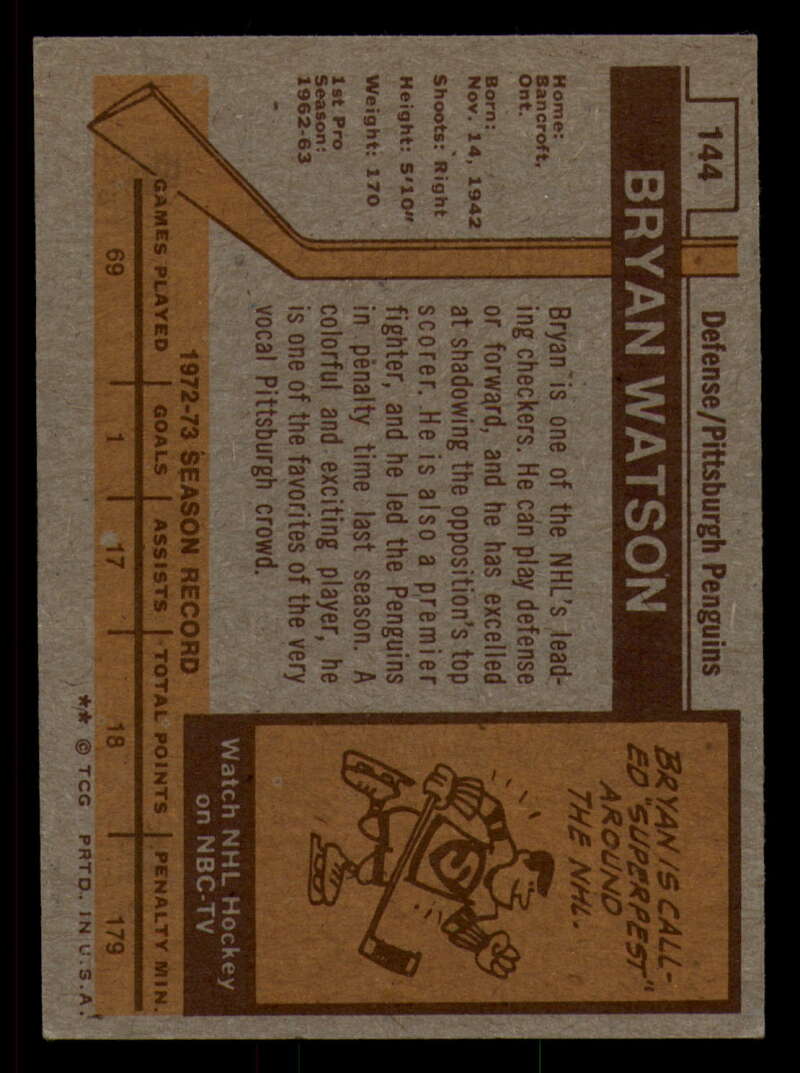 144
Defense/Pittsburgh Penguins
BRYAN WATSON
Home:
Bancroft,
Ont.
Born:
Nov. 14, 1942
Shoots: Right
Height: 5'10"
Weight: 170
1st Pro
Season:
1962-63
Bryan is one of the NHL's lead-
ing checkers. He can play defense
or forward, and he has excelled
at shadowing the opposition's top
scorer. He is also a premier
fighter, and he led the Penguins
in penalty time last season. A
colorful and exciting player, he
is one of the favorites of the very
vocal Pittsburgh crowd.
BRYAN IS CALL-
ED "SUPERPEST"
AROUND
THE NHL.
S
Watch NHL Hockey
on NBC-TV
1972-73 SEASON RECORD
GAMES PLAYED GOALS ASSISTS TOTAL POINTS PENALTY MIN.
69 1 17 18 179
** © TCG PRTD. IN U.S.A.